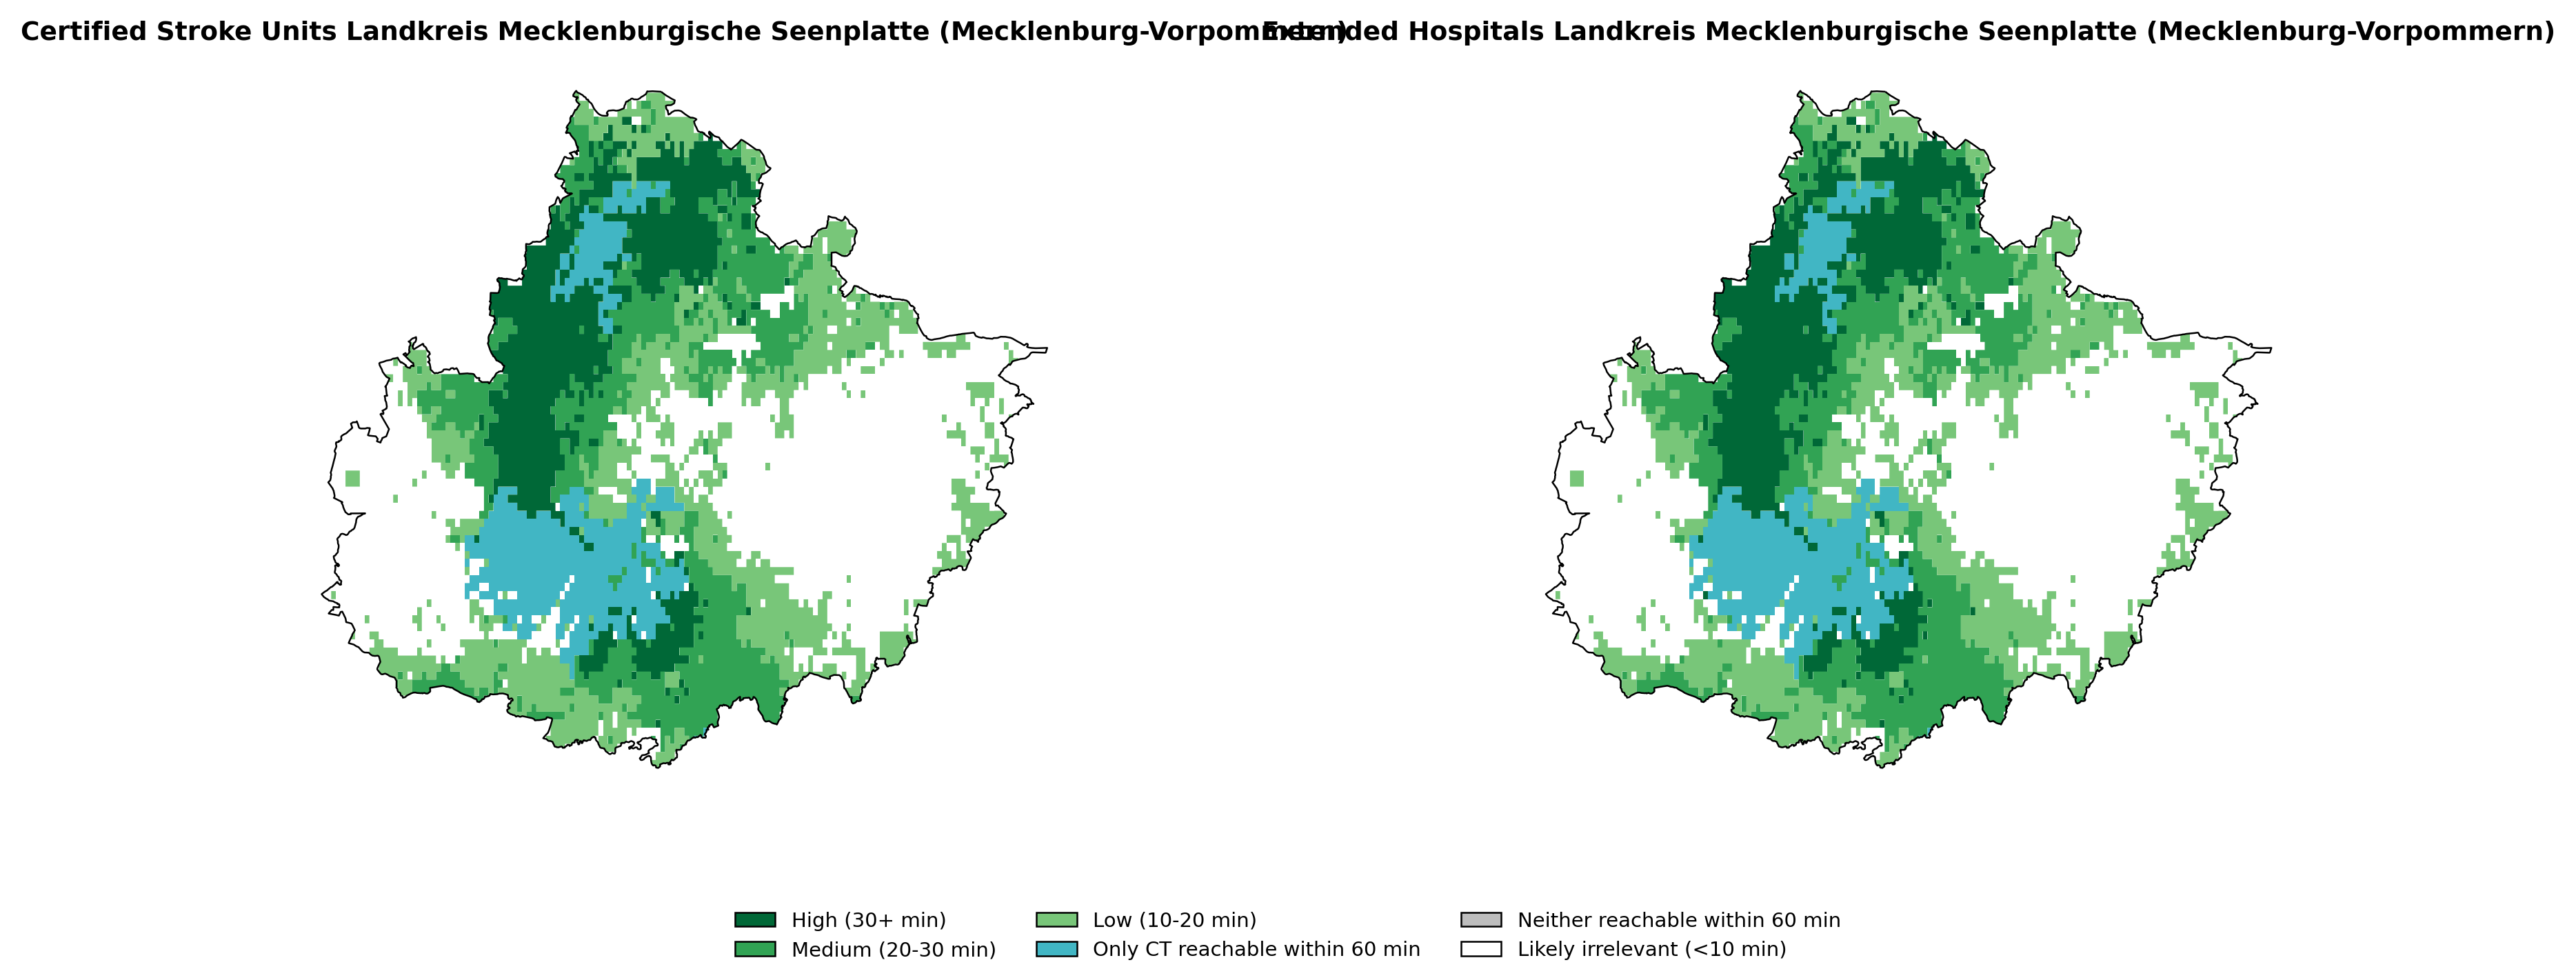 Certified Stroke Units Landkreis Mecklenburgische Seenplatte (Mecklenburg-Vorpommern)
Extended Hospitals Landkreis Mecklenburgische Seenplatte (Mecklenburg-Vorpommern)
High (30+ min)
Medium (20-30 min)
Low (10-20 min)
Only CT reachable within 60 min
Neither reachable within 60 min
Likely irrelevant (<10 min)